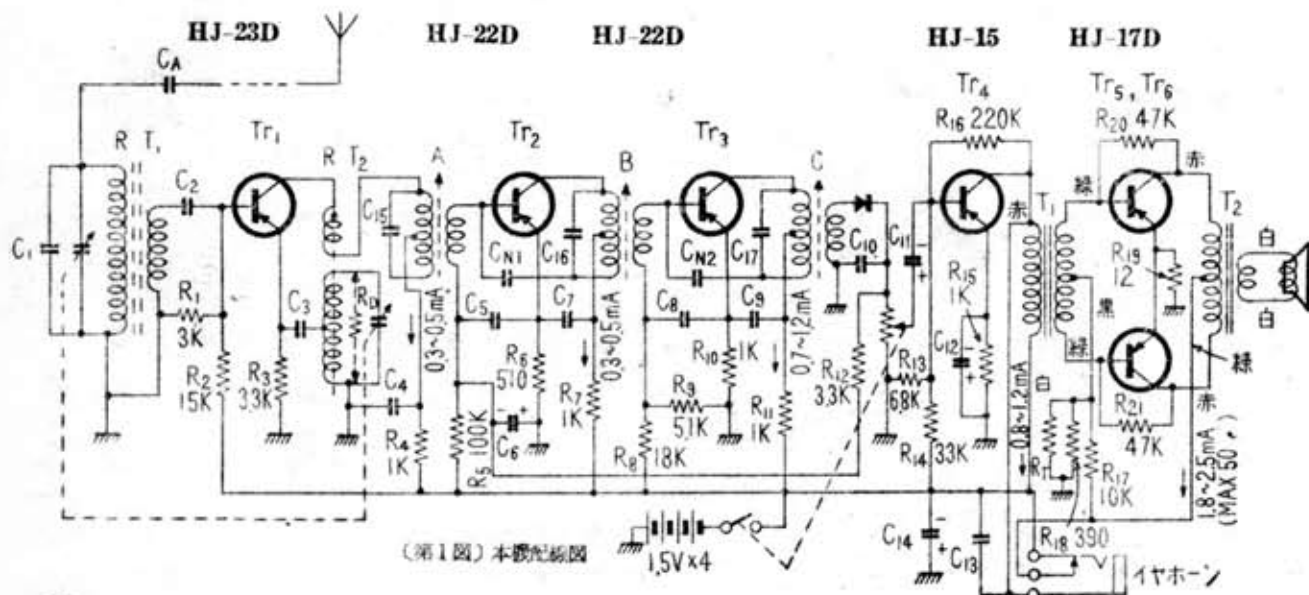 HJ-23D HJ-22D HJ-22D HJ-15 HJ-17D
CA
Tr1
Tr2
Tr3
Tr4
Tr5, Tr6
R16 220K
R20 47K
R T1
R T2
A
B
C
C1
C2
C3
C4
C15
CN1
C16
CN2
C17
C10
C11
R1
3K
R2
15K
R3
3.3K
RD
R4
1K
0.3~0.5mA
C5
C7
R6
510
C6
R5 100K
R7
1K
0.3~0.5mA
C8
C9
R10
1K
R9
5.1K
R8
18K
R11
1K
0.7~1.2mA
R12
3.3K
R13
68K
R14
33K
R15
1K
C12
赤
T1
白
0.8~1.2mA
緑
黒
緑
赤
R19
12
T2
白
白
緑
赤
R21
47K
R17
10K
R18 390
1.8~2.5mA
(MAX 50〃)
C14
C13
イヤホーン
1.5V×4
(第1図) 本機配線図